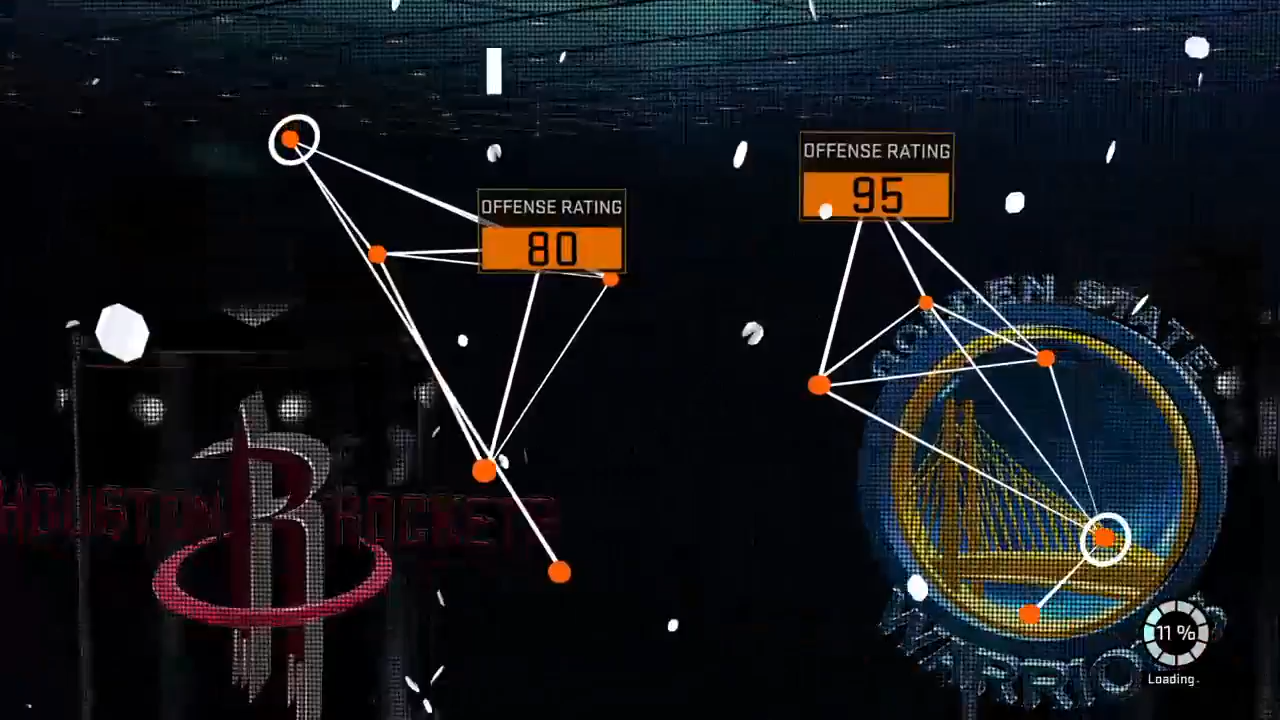 OFFENSE RATING
80
OFFENSE RATING
95
GOLDEN STATE
WARRIORS
HOUSTON ROCKETS
11 %
Loading.